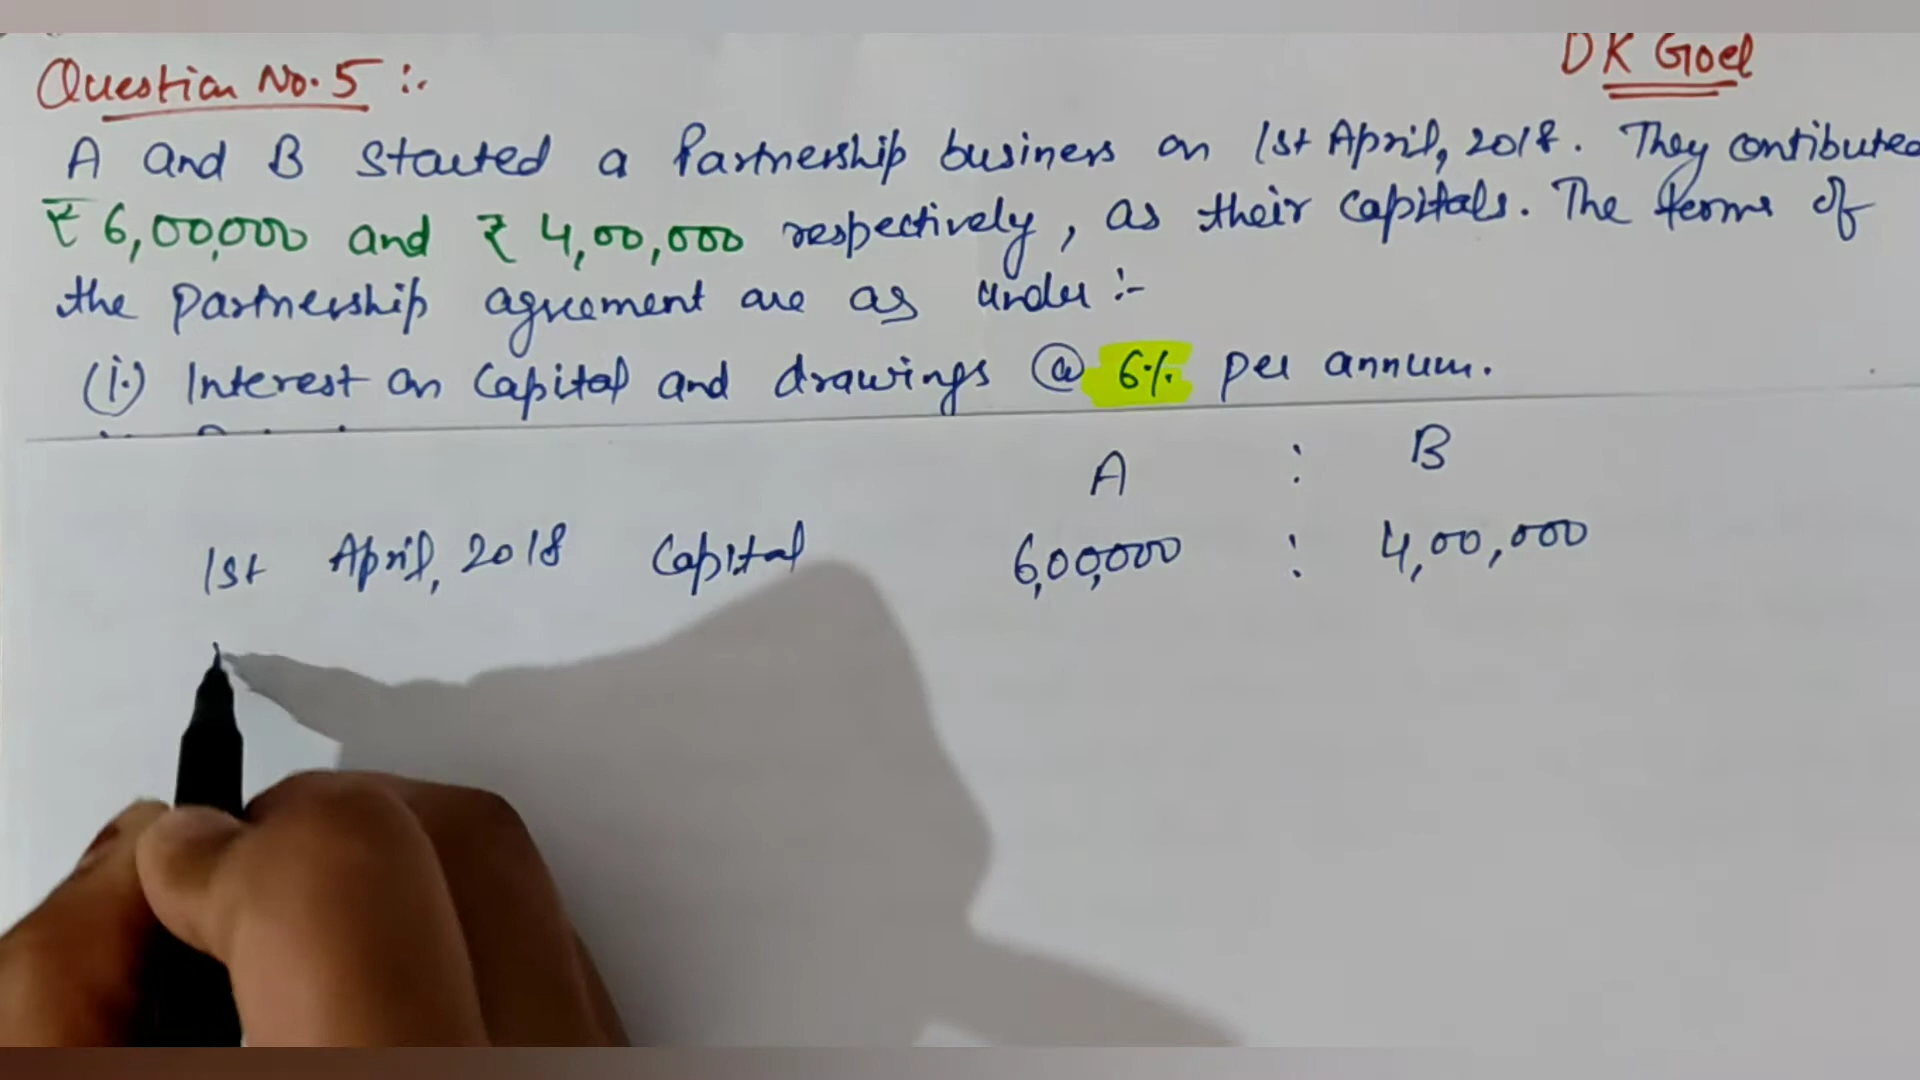 Question No. 5 :-
DK Goel
A and B started a Partnership business on 1st April, 2018. They contibuted
₹ 6,00,000 and ₹ 4,00,000 respectively, as their capitals. The terms of
the partnership agreement are as under :-
(i.) Interest on Capital and drawings @ 6% per annum.
A : B
1st April, 2018 Capital 6,00,000 : 4,00,000